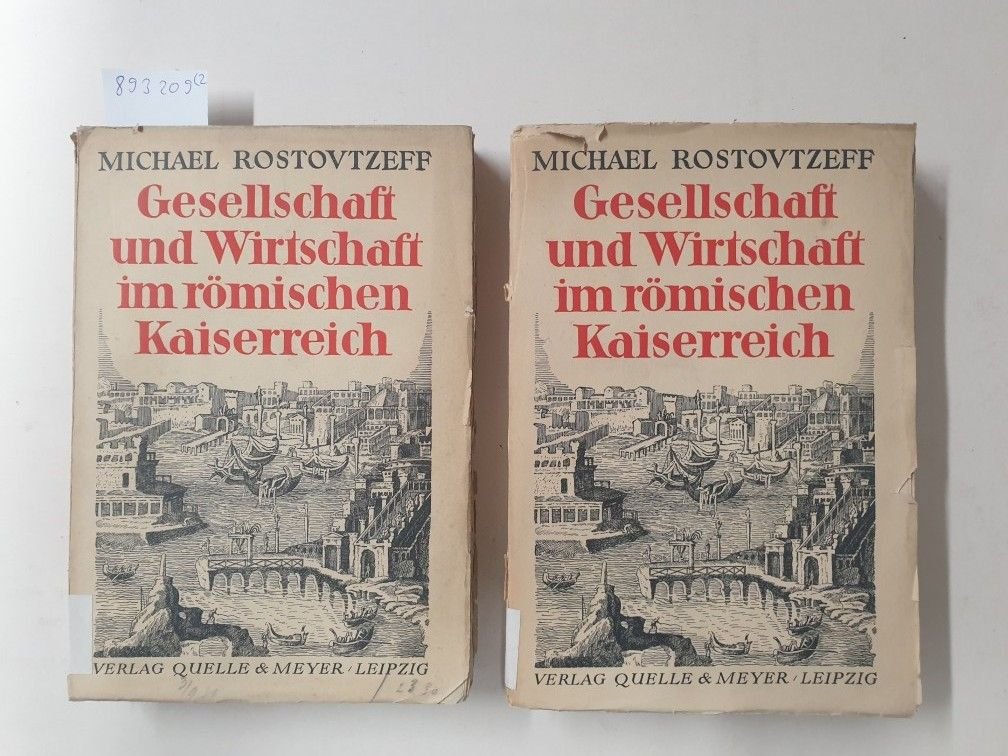 893209(2
MICHAEL ROSTOVTZEFF
Gesellschaft
und Wirtschaft
im römischen
Kaiserreich
VERLAG QUELLE & MEYER / LEIPZIG
MICHAEL ROSTOVTZEFF
Gesellschaft
und Wirtschaft
im römischen
Kaiserreich
VERLAG QUELLE & MEYER / LEIPZIG